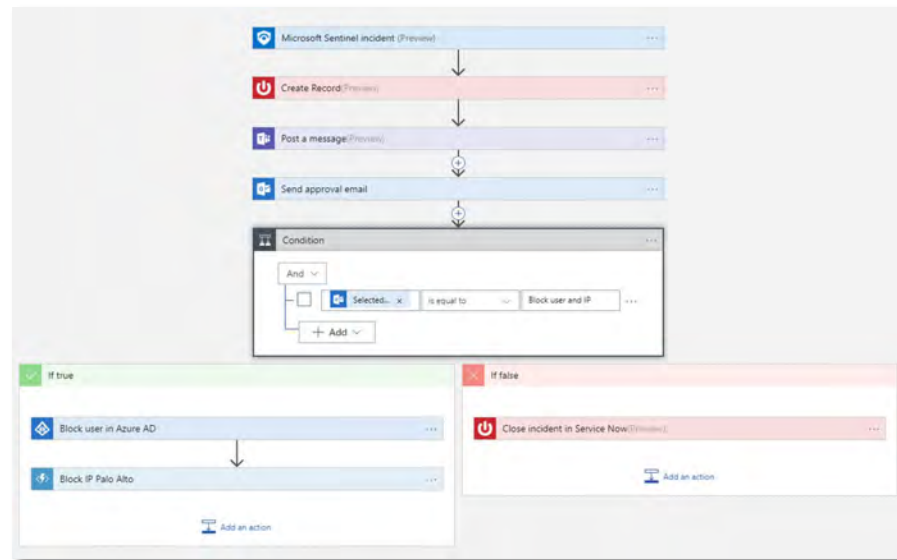 Microsoft Sentinel incident (Preview)
Create Record(Preview)
Post a message(Preview)
Send approval email
Condition
And
Selected... x is equal to Block user and IP
+ Add
If true
If false
Block user in Azure AD
Close incident in Service Now(Preview)
Block IP Palo Alto
Add an action
Add an action